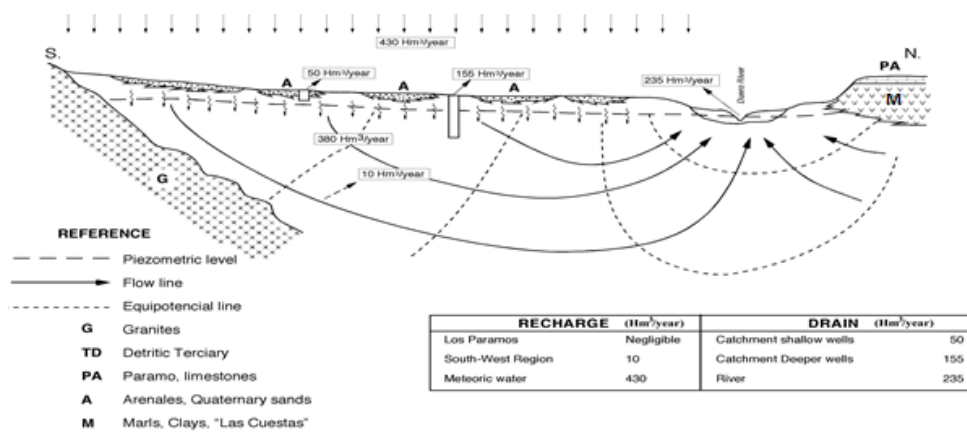 430 Hm³/year
S.
N.
PA
50 Hm³/year
155 Hm³/year
235 Hm³/year
Duero River
A
A
A
M
380 Hm³/year
10 Hm³/year
G
REFERENCE
Piezometric level
Flow line
Equipotencial line
G Granites
TD Detritic Terciary
PA Paramo, limestones
A Arenales, Quaternary sands
M Marls, Clays, "Las Cuestas"
RECHARGE (Hm³/year) DRAIN (Hm³/year)
Los Paramos Negligible Catchment shallow wells 50
South-West Region 10 Catchment Deeper wells 155
Meteoric water 430 River 235